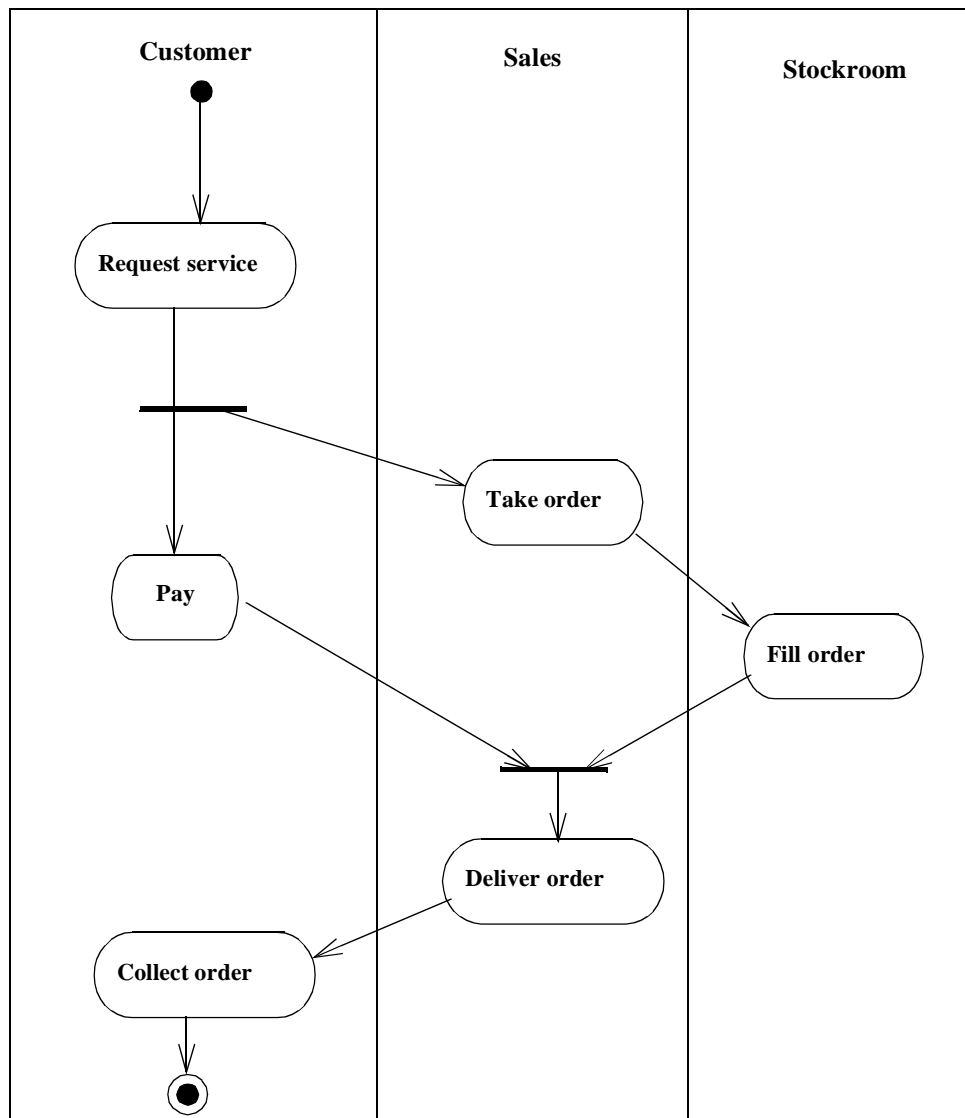 Customer
Sales
Stockroom
Request service
Take order
Pay
Fill order
Deliver order
Collect order